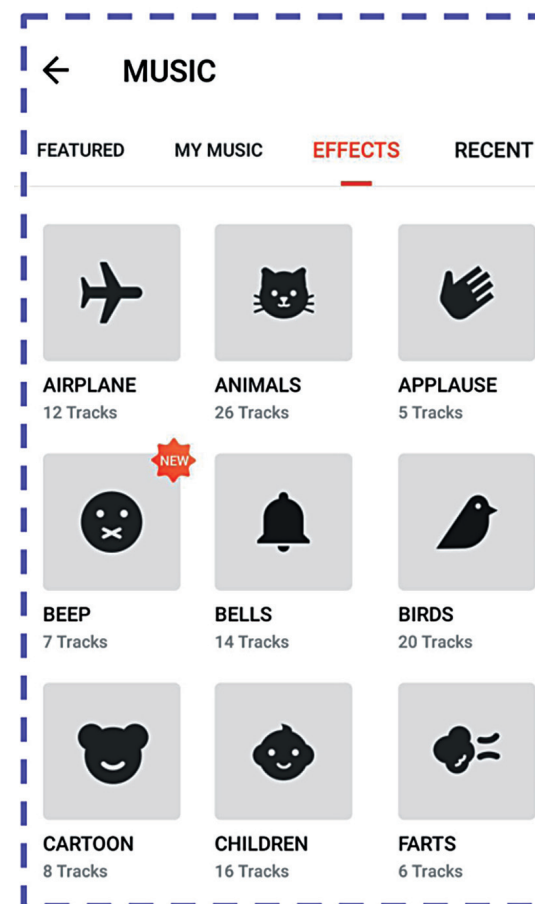 MUSIC
FEATURED MY MUSIC EFFECTS RECENT
AIRPLANE ANIMALS APPLAUSE
12 Tracks 26 Tracks 5 Tracks
NEW
BEEP BELLS BIRDS
7 Tracks 14 Tracks 20 Tracks
CARTOON CHILDREN FARTS
8 Tracks 16 Tracks 6 Tracks